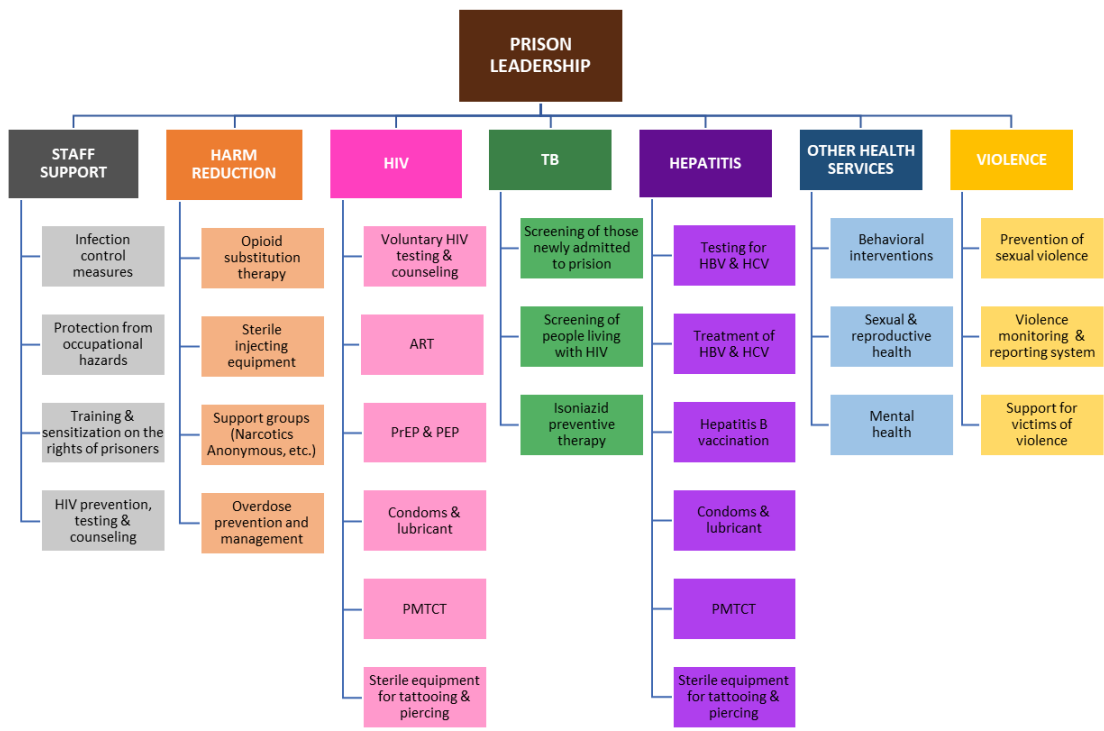 PRISON
LEADERSHIP
STAFF
SUPPORT
Infection
control
measures
Protection from
occupational
hazards
Training &
sensitization on the
rights of prisoners
HIV prevention,
testing &
counseling
HARM
REDUCTION
Opioid
substitution
therapy
Sterile
injecting
equipment
Support groups
(Narcotics
Anonymous, etc.)
Overdose
prevention and
management
HIV
Voluntary HIV
testing &
counseling
ART
PrEP & PEP
Condoms &
lubricant
PMTCT
Sterile equipment
for tattooing &
piercing
TB
Screening of those
newly admitted
to prision
Screening of
people living
with HIV
Isoniazid
preventive
therapy
HEPATITIS
Testing for
HBV & HCV
Treatment of
HBV & HCV
Hepatitis B
vaccination
Condoms &
lubricant
PMTCT
Sterile equipment
for tattooing &
piercing
OTHER HEALTH
SERVICES
Behavioral
interventions
Sexual &
reproductive
health
Mental
health
VIOLENCE
Prevention of
sexual violence
Violence
monitoring &
reporting system
Support for
victims of
violence